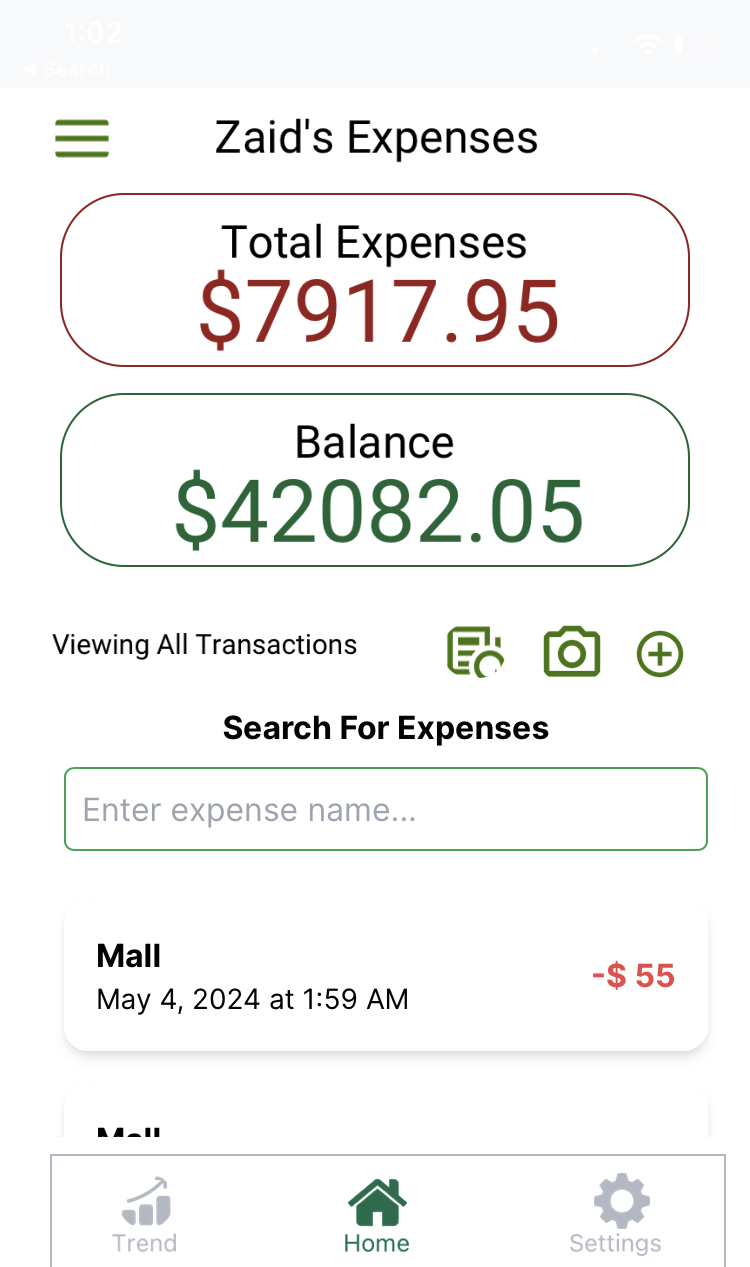 1:02
◀ Search
Zaid's Expenses
Total Expenses
$7917.95
Balance
$42082.05
Viewing All Transactions
Search For Expenses
Enter expense name...
Mall
-$ 55
May 4, 2024 at 1:59 AM
Mall
Trend
Home
Settings